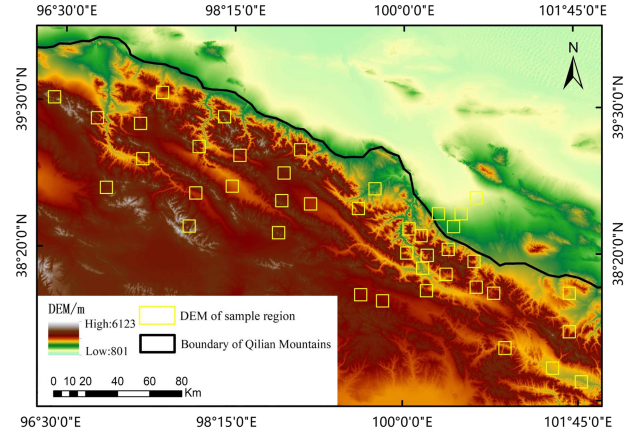 96°30'0"E 98°15'0"E 100°0'0"E 101°45'0"E
N
39°30'0"N 39°30'0"N
38°20'0"N 38°20'0"N
DEM/m
High:6123
Low:801
DEM of sample region
Boundary of Qilian Mountains
0 10 20 40 60 80
Km
96°30'0"E 98°15'0"E 100°0'0"E 101°45'0"E